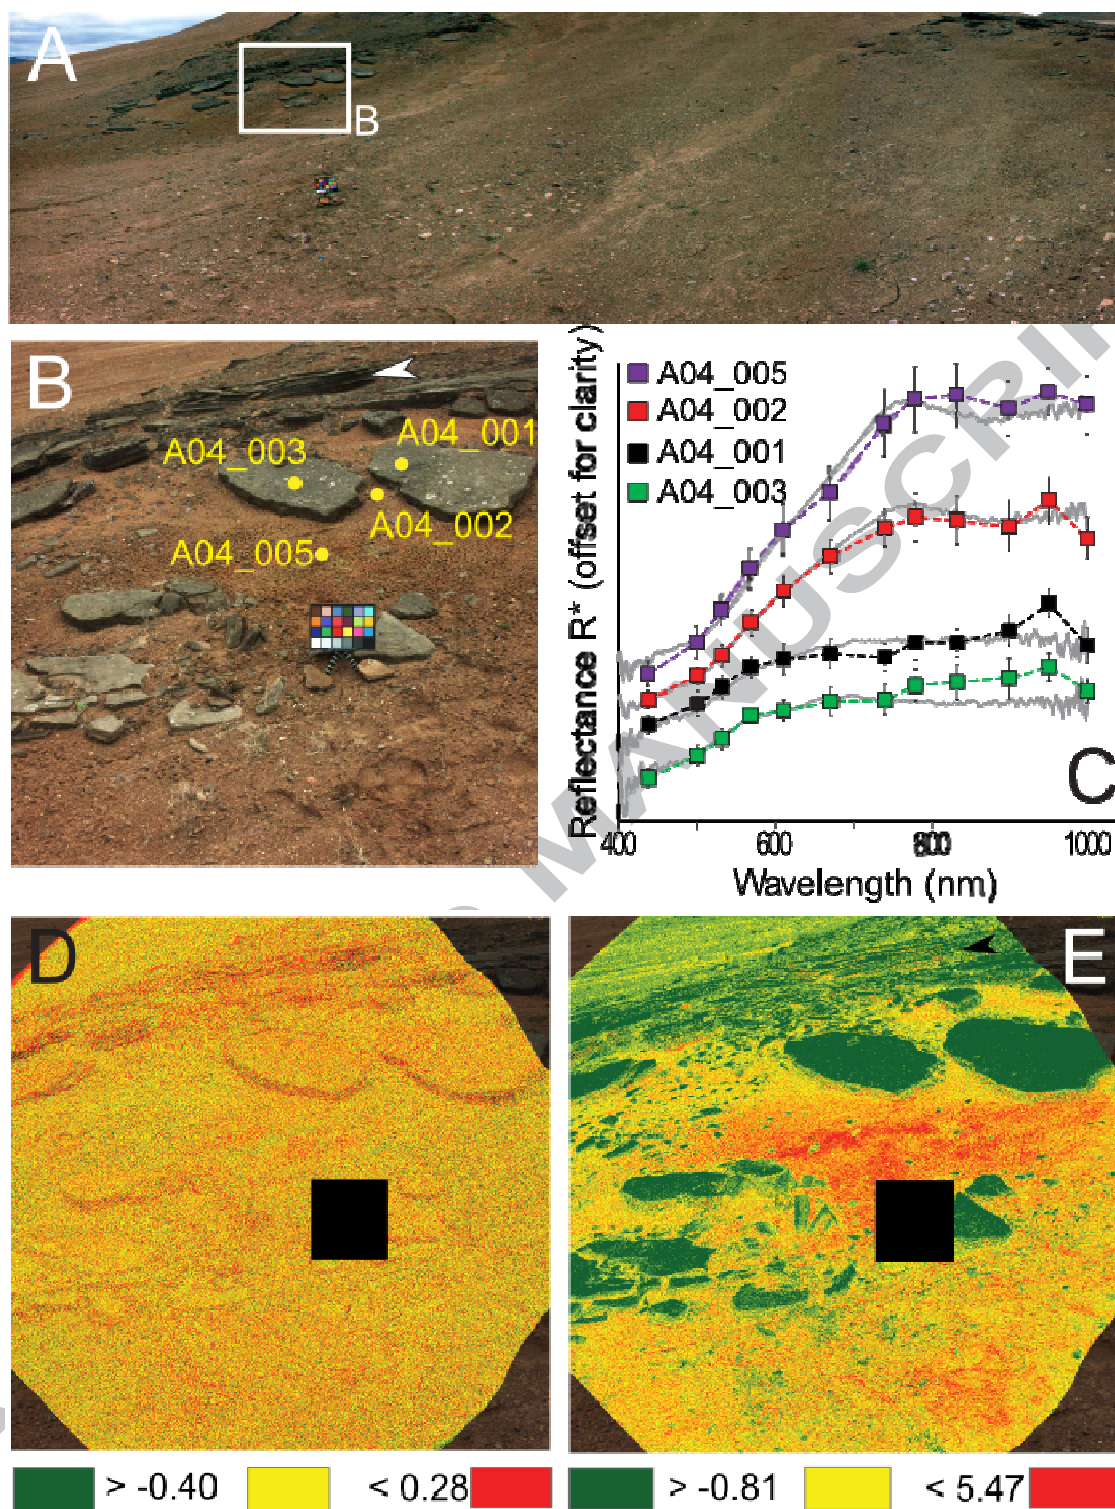 A
B
B
A04_003
A04_001
A04_002
A04_005
Reflectance R* (offset for clarity)
A04_005
A04_002
A04_001
A04_003
C
400 600 800 1000
Wavelength (nm)
MANUSCRI
D
E
> -0.40 < 0.28 > -0.81 < 5.47